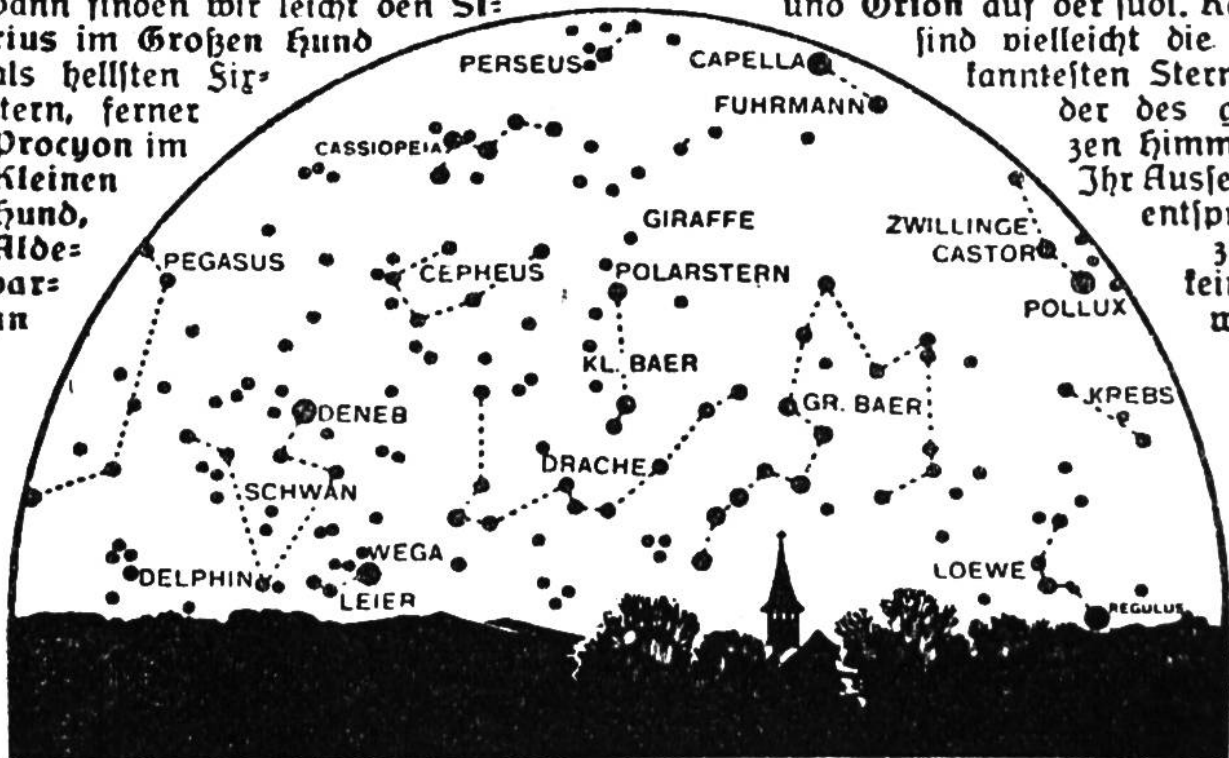 dann finden wir leicht den Si-
rius im Großen Hund
als hellsten Fix-
stern, ferner
Procyon im
Kleinen
Hund,
Alde-
bar-
an
und Orion auf der südl.
sind vielleicht die
kanntesten Stern
der des
zen Himm
Ihr Ausse
entspr
kei
PERSEUS
CAPELLA
FUHRMANN
CASSIOPEIA
GIRAFFE
ZWILLINGE
CASTOR
PEGASUS
CEPHEUS
POLARSTERN
POLLUX
KL. BAER
DENEB
GR. BAER
KREBS
DRACHE
SCHWAN
WEGA
DELPHIN
LEIER
LOEWE
REGULUS